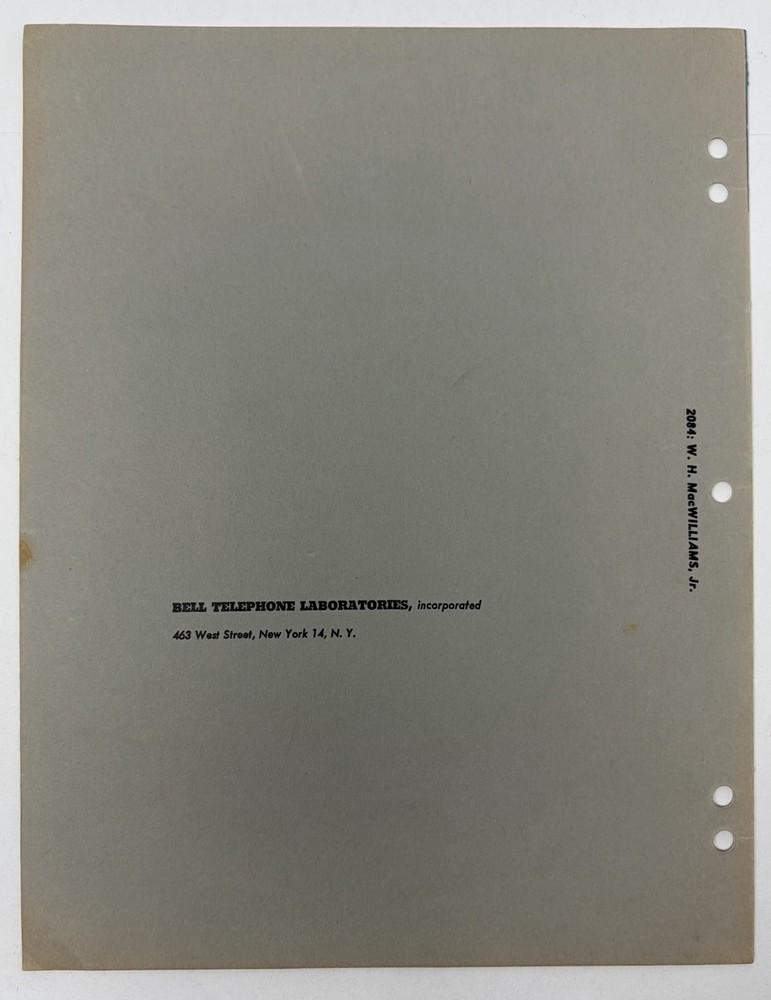 2084: W. H. MacWILLIAMS, Jr.
BELL TELEPHONE LABORATORIES, incorporated
463 West Street, New York 14, N. Y.